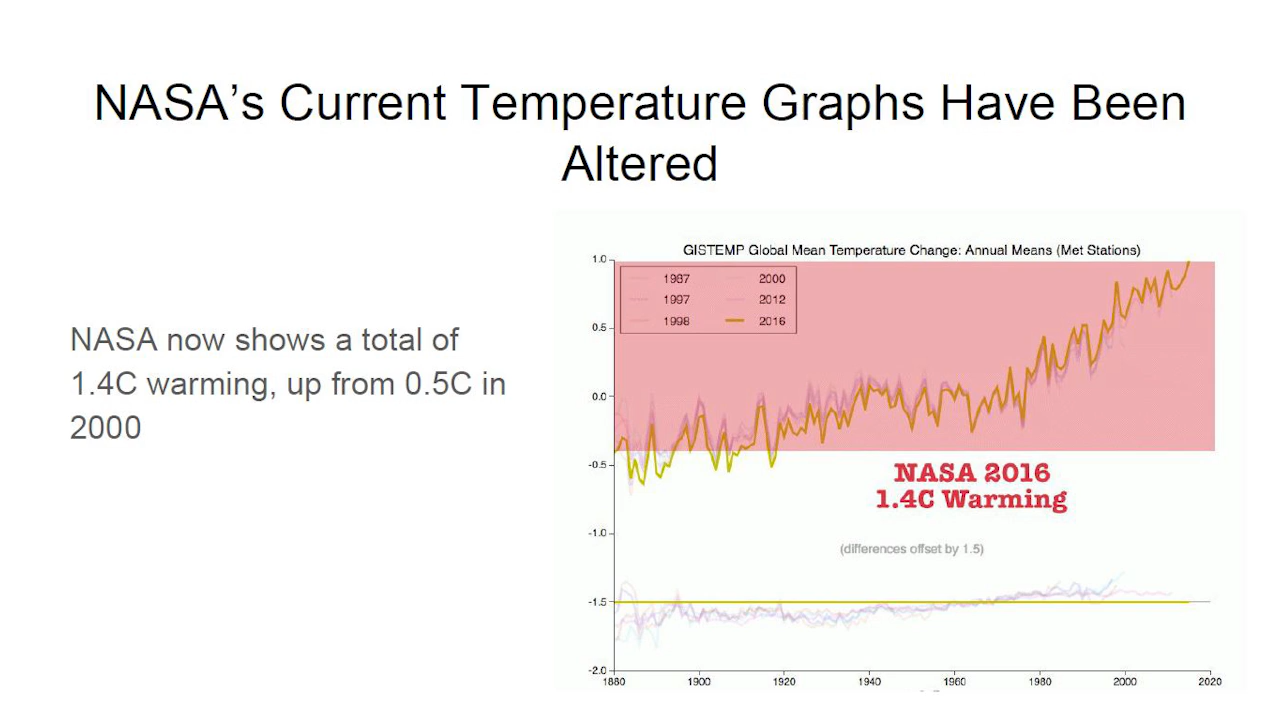 NASA's Current Temperature Graphs Have Been
Altered
NASA now shows a total of
1.4C warming, up from 0.5C in
2000
GISTEMP Global Mean Temperature Change: Annual Means (Met Stations)
1987 2000
1997 2012
1998 2016
1.0
0.5
0.0
-0.5
-1.0
-1.5
-2.0
NASA 2016
1.4C Warming
(differences offset by 1.5)
1880 1900 1920 1940 1960 1980 2000 2020